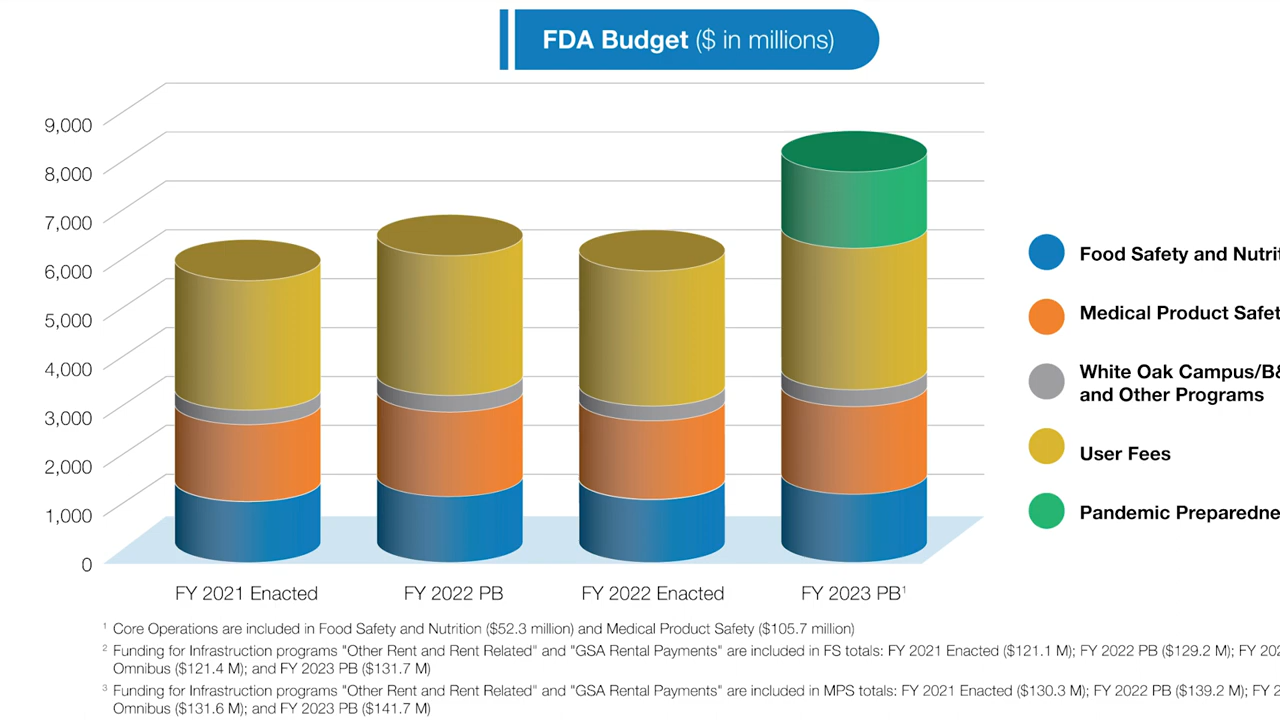 FDA Budget ($ in millions)
9,000
8,000
7,000
6,000
5,000
4,000
3,000
2,000
1,000
0
FY 2021 Enacted
FY 2022 PB
FY 2022 Enacted
FY 2023 PB¹
Food Safety and
Medical Product
White Oak Campus/
and Other Programs
User Fees
Pandemic
¹ Core Operations are included in Food Safety and Nutrition ($52.3 million) and Medical Product Safety ($105.7 million)
² Funding for Infrastruction programs "Other Rent and Rent Related" and "GSA Rental Payments" are included in FS totals: FY 2021 Enacted ($121.1 M); FY 2022 PB ($129.2 M); FY
Omnibus ($121.4 M); and FY 2023 PB ($131.7 M)
³ Funding for Infrastruction programs "Other Rent and Rent Related" and "GSA Rental Payments" are included in MPS totals: FY 2021 Enacted ($130.3 M); FY 2022 PB ($139.2 M); FY
Omnibus ($131.6 M); and FY 2023 PB ($141.7 M)